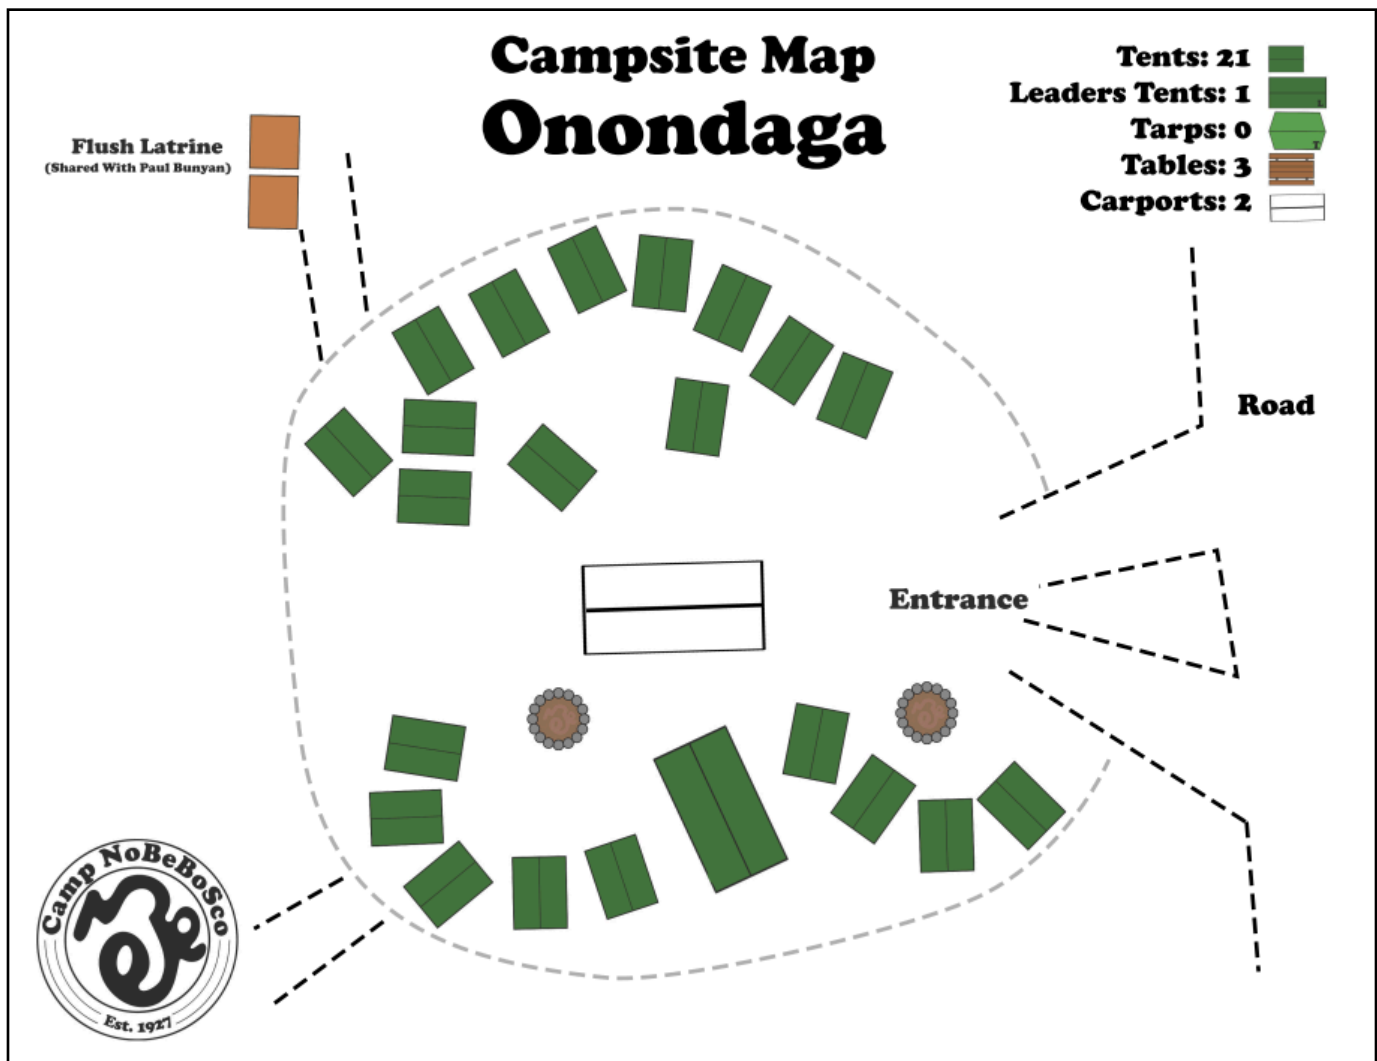 Campsite Map
Onondaga
Tents: 21
L
Leaders Tents: 1
Tarps: 0
T
Tables: 3
Carports: 2
Flush Latrine
(Shared With Paul Bunyan)
Road
Entrance
Camp NoBeBoSco
Est. 1927